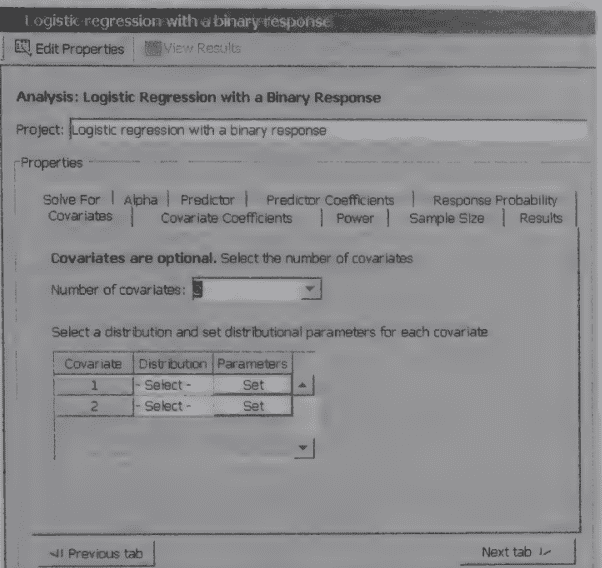 Logistic regression with a binary response
Edit Properties View Results
Analysis: Logistic Regression with a Binary Response
Project: Logistic regression with a binary response
Properties
Solve For Alpha Predictor Predictor Coefficients Response Probability
Covariates Covariate Coefficients Power Sample Size Results
Covariates are optional. Select the number of covariates
Number of covariates:
Select a distribution and set distributional parameters for each covariate
Covariate Distribution Parameters
1 - Select - Set
2 - Select - Set
Previous tab Next tab